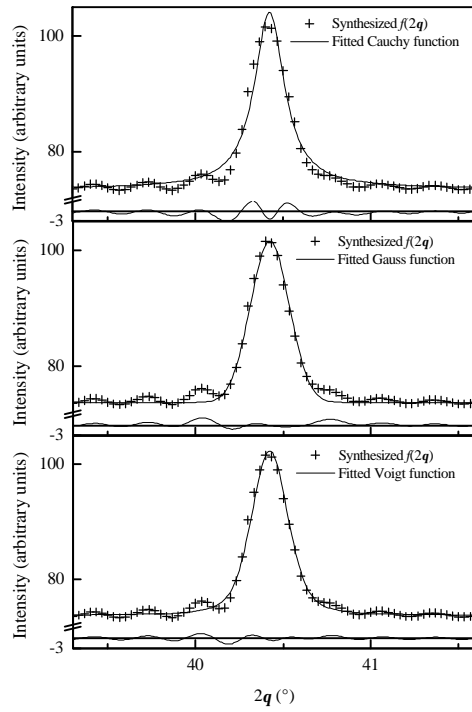 100
80
-3
Intensity (arbitrary units)
Synthesized f(2q)
Fitted Cauchy function
100
80
-3
Intensity (arbitrary units)
Synthesized f(2q)
Fitted Gauss function
100
80
-3
Intensity (arbitrary units)
Synthesized f(2q)
Fitted Voigt function
40 41
2q (°)